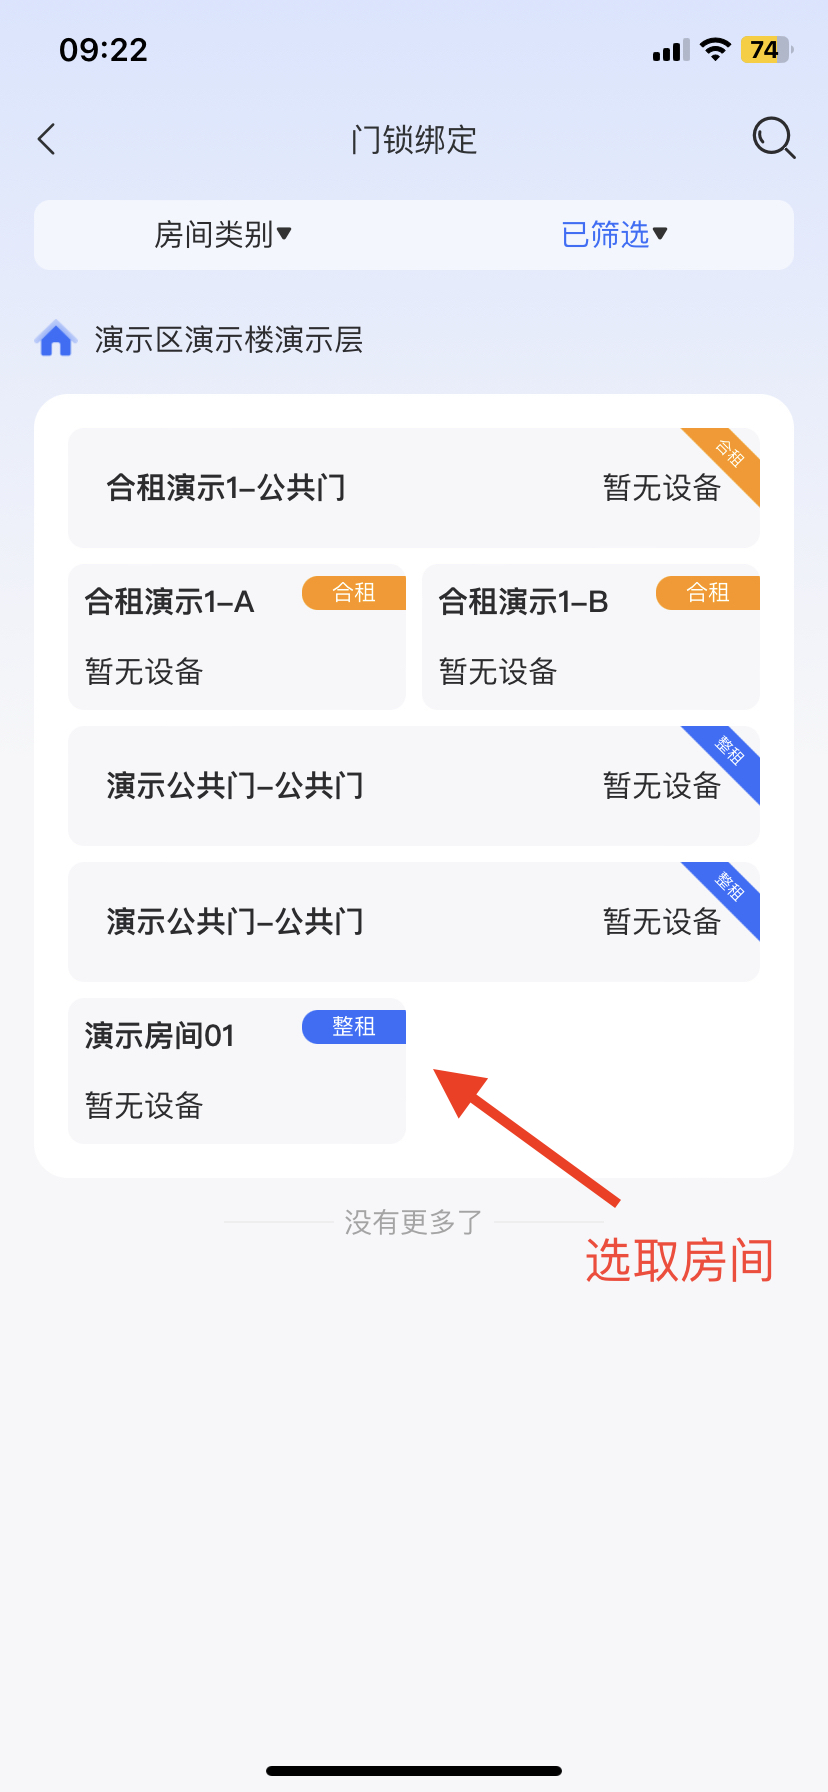 09:22
74
门锁绑定
房间类别▼
已筛选▼
演示区演示楼演示层
合租
合租演示1-公共门
暂无设备
合租演示1-A
合租
暂无设备
合租演示1-B
合租
暂无设备
整租
演示公共门-公共门
暂无设备
整租
演示公共门-公共门
暂无设备
演示房间01
整租
暂无设备
没有更多了
选取房间